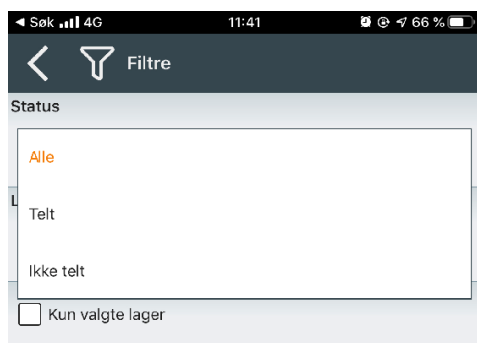 Søk 4G 11:41 66 %
Filtre
Status
Alle
L
Telt
Ikke telt
Kun valgte lager